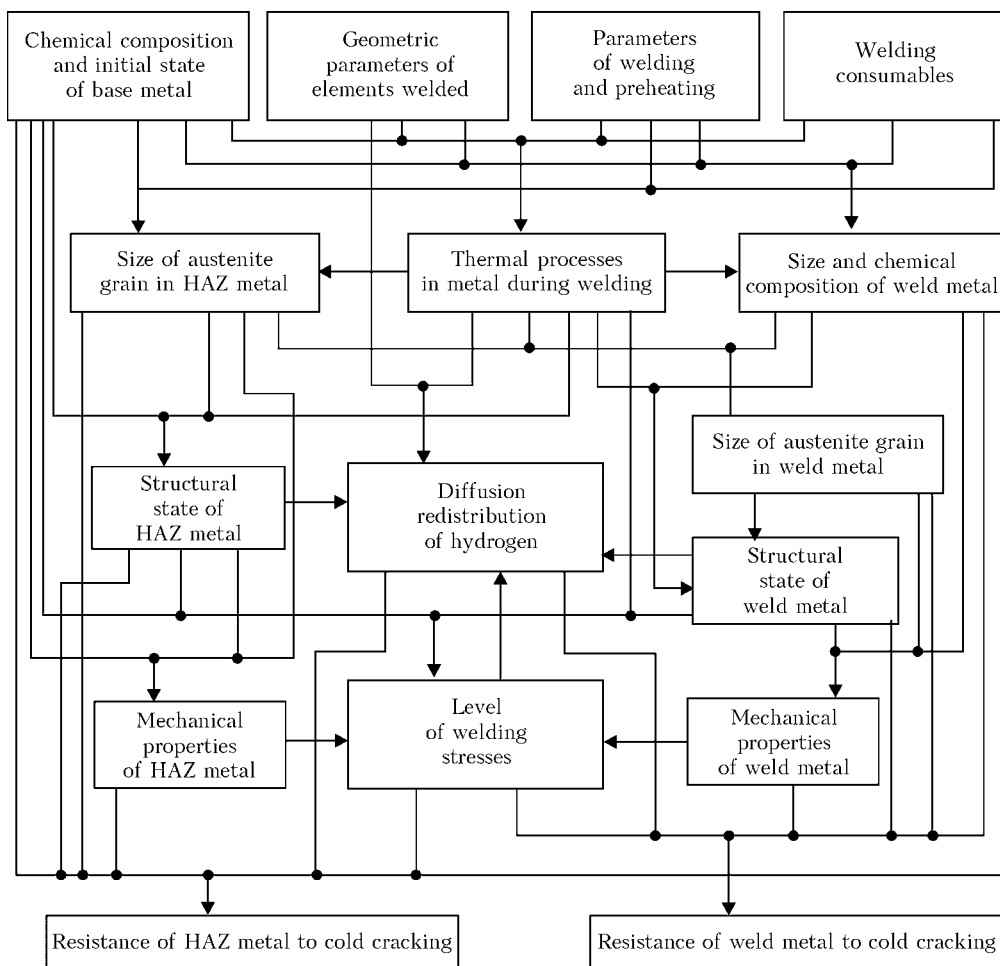 Chemical composition
and initial state
of base metal
Geometric
parameters of
elements welded
Parameters
of welding
and preheating
Welding
consumables
Size of austenite
grain in HAZ metal
Thermal processes
in metal during welding
Size and chemical
composition of weld metal
Size of austenite grain
in weld metal
Structural
state of
HAZ metal
Diffusion
redistribution
of hydrogen
Structural
state of
weld metal
Mechanical
properties
of HAZ metal
Level
of welding
stresses
Mechanical
properties
of weld metal
Resistance of HAZ metal to cold cracking
Resistance of weld metal to cold cracking